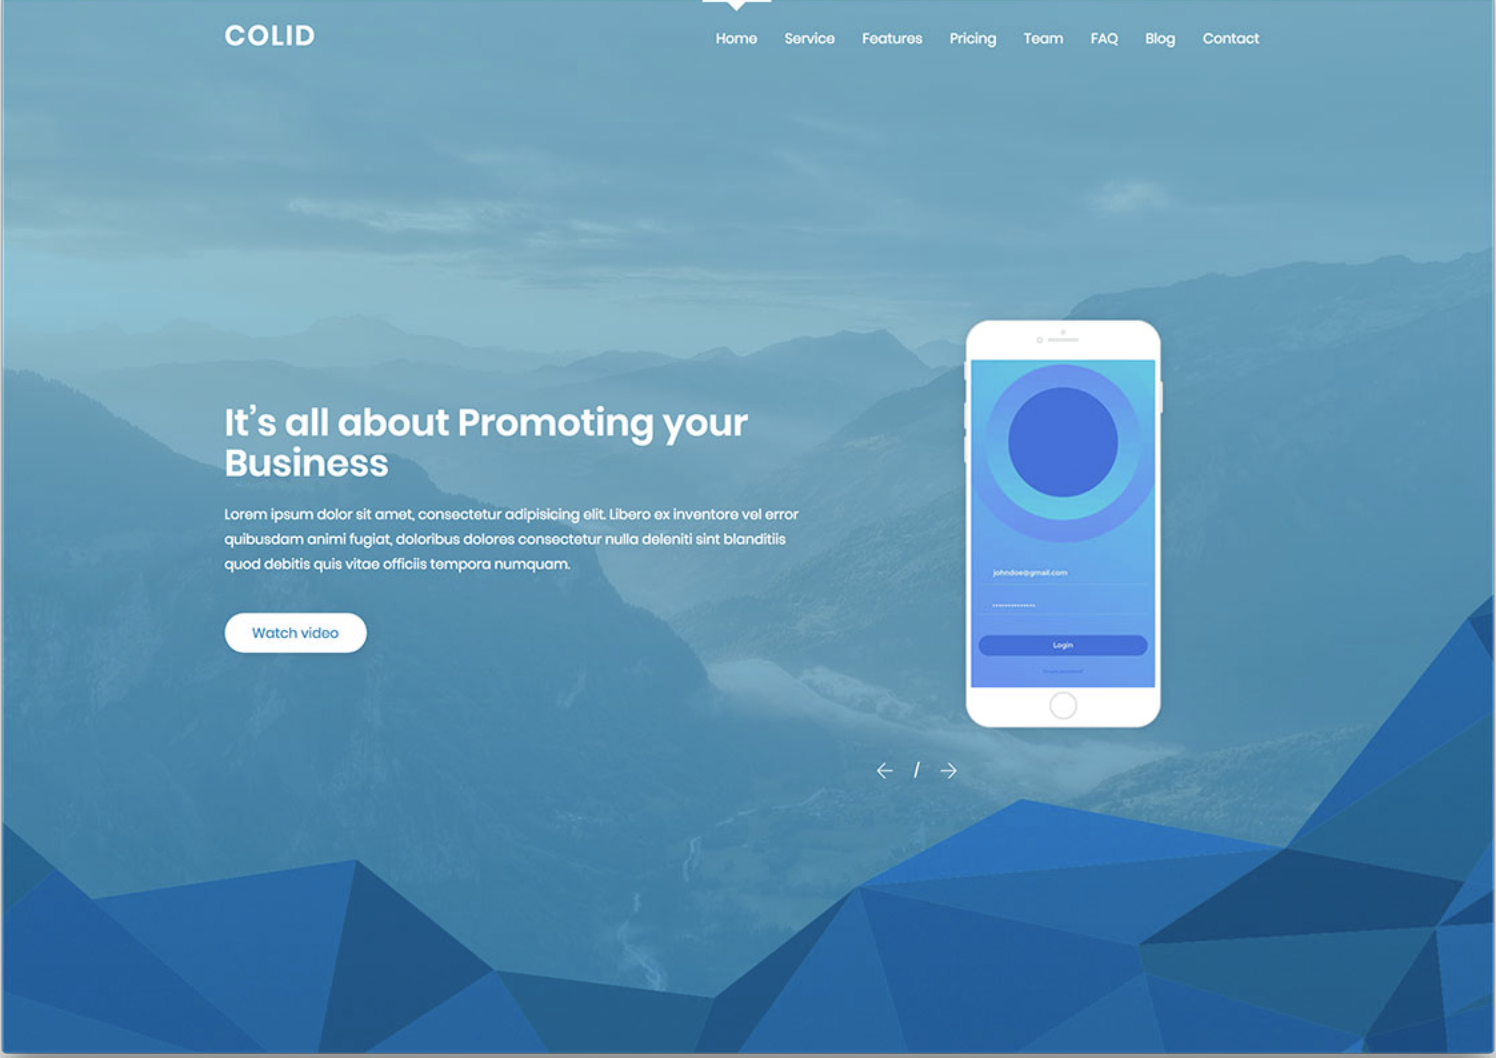 COLID
Home Service Features Pricing Team FAQ Blog Contact
It's all about Promoting your
Business
Lorem ipsum dolor sit amet, consectetur adipisicing elit. Libero ex inventore vel error
quibusdam animi fugiat, doloribus dolores consectetur nulla deleniti sint blanditiis
quod debitis quis vitae officiis tempora numquam.
Watch video
johndoe@gmail.com
Login
/